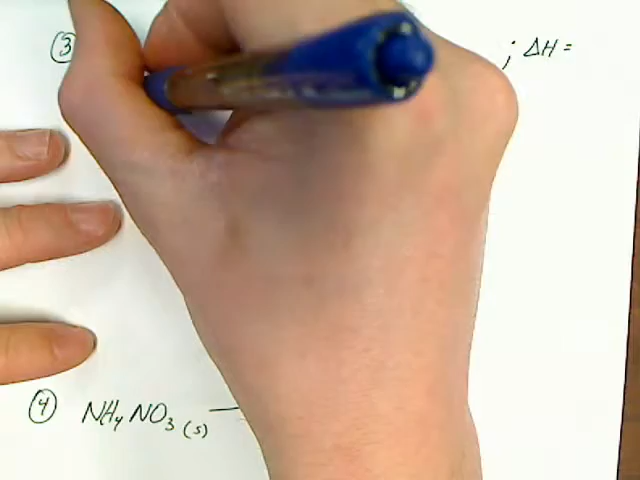 ③ ; ΔH =
④ NH₄NO₃ (s) —